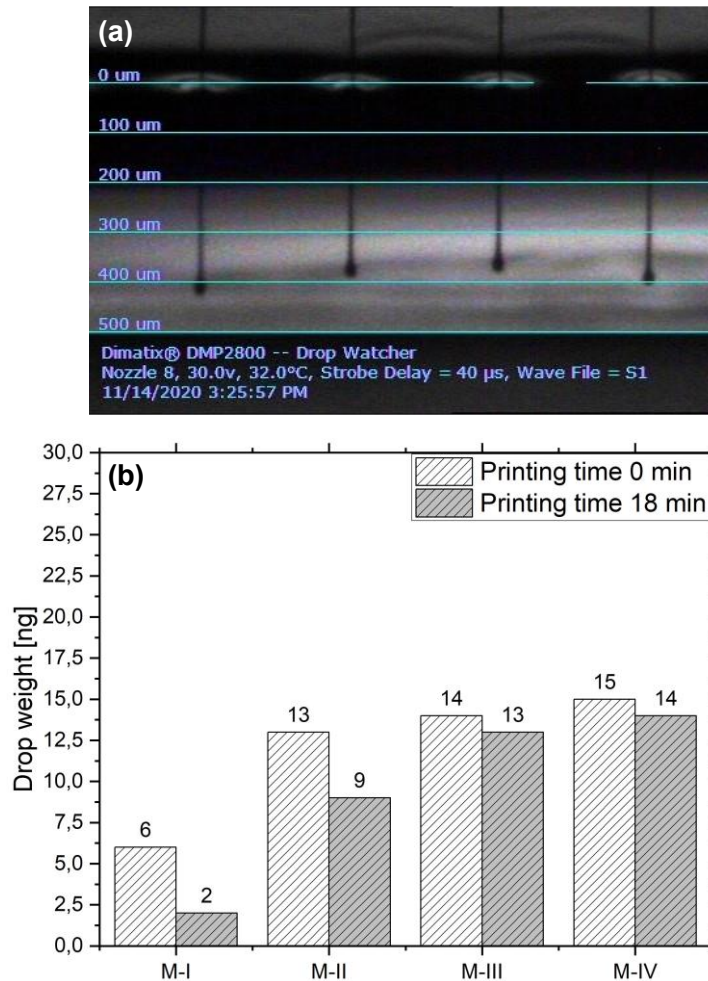 (a)
0 um
100 um
200 um
300 um
400 um
500 um
Dimatix® DMP2800 -- Drop Watcher
Nozzle 8, 30.0v, 32.0°C, Strobe Delay = 40 µs, Wave File = S1
11/14/2020 3:25:57 PM
(b)
Printing time 0 min
Printing time 18 min
Drop weight [ng]
30,0
27,5
25,0
22,5
20,0
17,5
15,0
12,5
10,0
7,5
5,0
2,5
0,0
6
2
13
9
14
13
15
14
M-I
M-II
M-III
M-IV